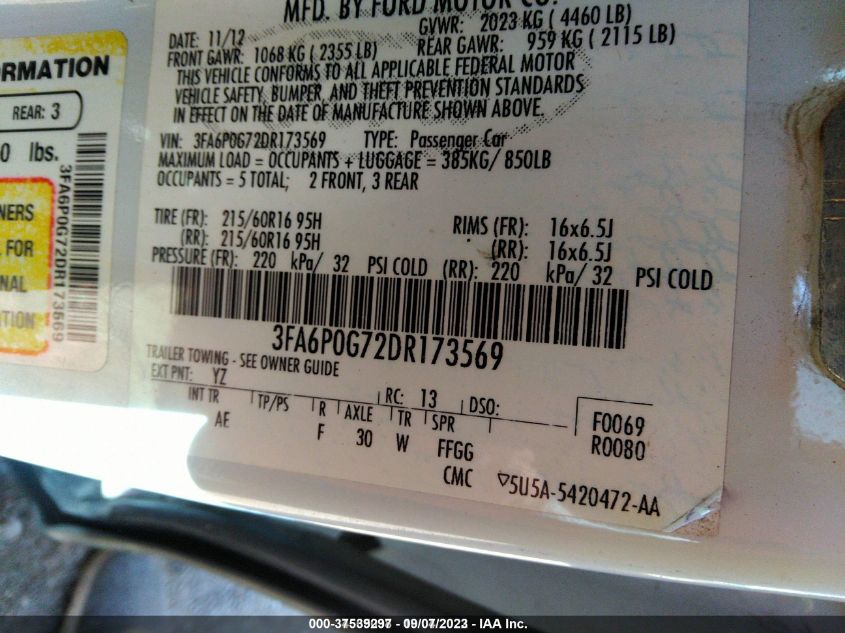 ORMATION
REAR: 3
0 lbs.
3FA6P0G72DR173569
NERS
FOR
NAL
TION
MFD. BY FORD MOTOR CO.
DATE: 11/12 GVWR: 2023 KG ( 4460 LB)
FRONT GAWR: 1068 KG ( 2355 LB) REAR GAWR: 959 KG ( 2115 LB)
THIS VEHICLE CONFORMS TO ALL APPLICABLE FEDERAL MOTOR
VEHICLE SAFETY, BUMPER, AND THEFT PREVENTION STANDARDS
IN EFFECT ON THE DATE OF MANUFACTURE SHOWN ABOVE.
VIN: 3FA6P0G72DR173569 TYPE: Passenger Car
MAXIMUM LOAD = OCCUPANTS + LUGGAGE = 385KG/ 850LB
OCCUPANTS = 5 TOTAL; 2 FRONT, 3 REAR
TIRE (FR): 215/60R16 95H RIMS (FR): 16x6.5J
(RR): 215/60R16 95H (RR): 16x6.5J
PRESSURE (FR): 220 kPa/ 32 PSI COLD (RR): 220 kPa/ 32 PSI COLD
3FA6P0G72DR173569
TRAILER TOWING - SEE OWNER GUIDE
EXT PNT: YZ RC: 13 DSO:
INT TR TP/PS R AXLE TR SPR F0069
AE F 30 W FFGG R0080
CMC 5U5A-5420472-AA
000-37539297 - 09/07/2023 - IAA Inc.